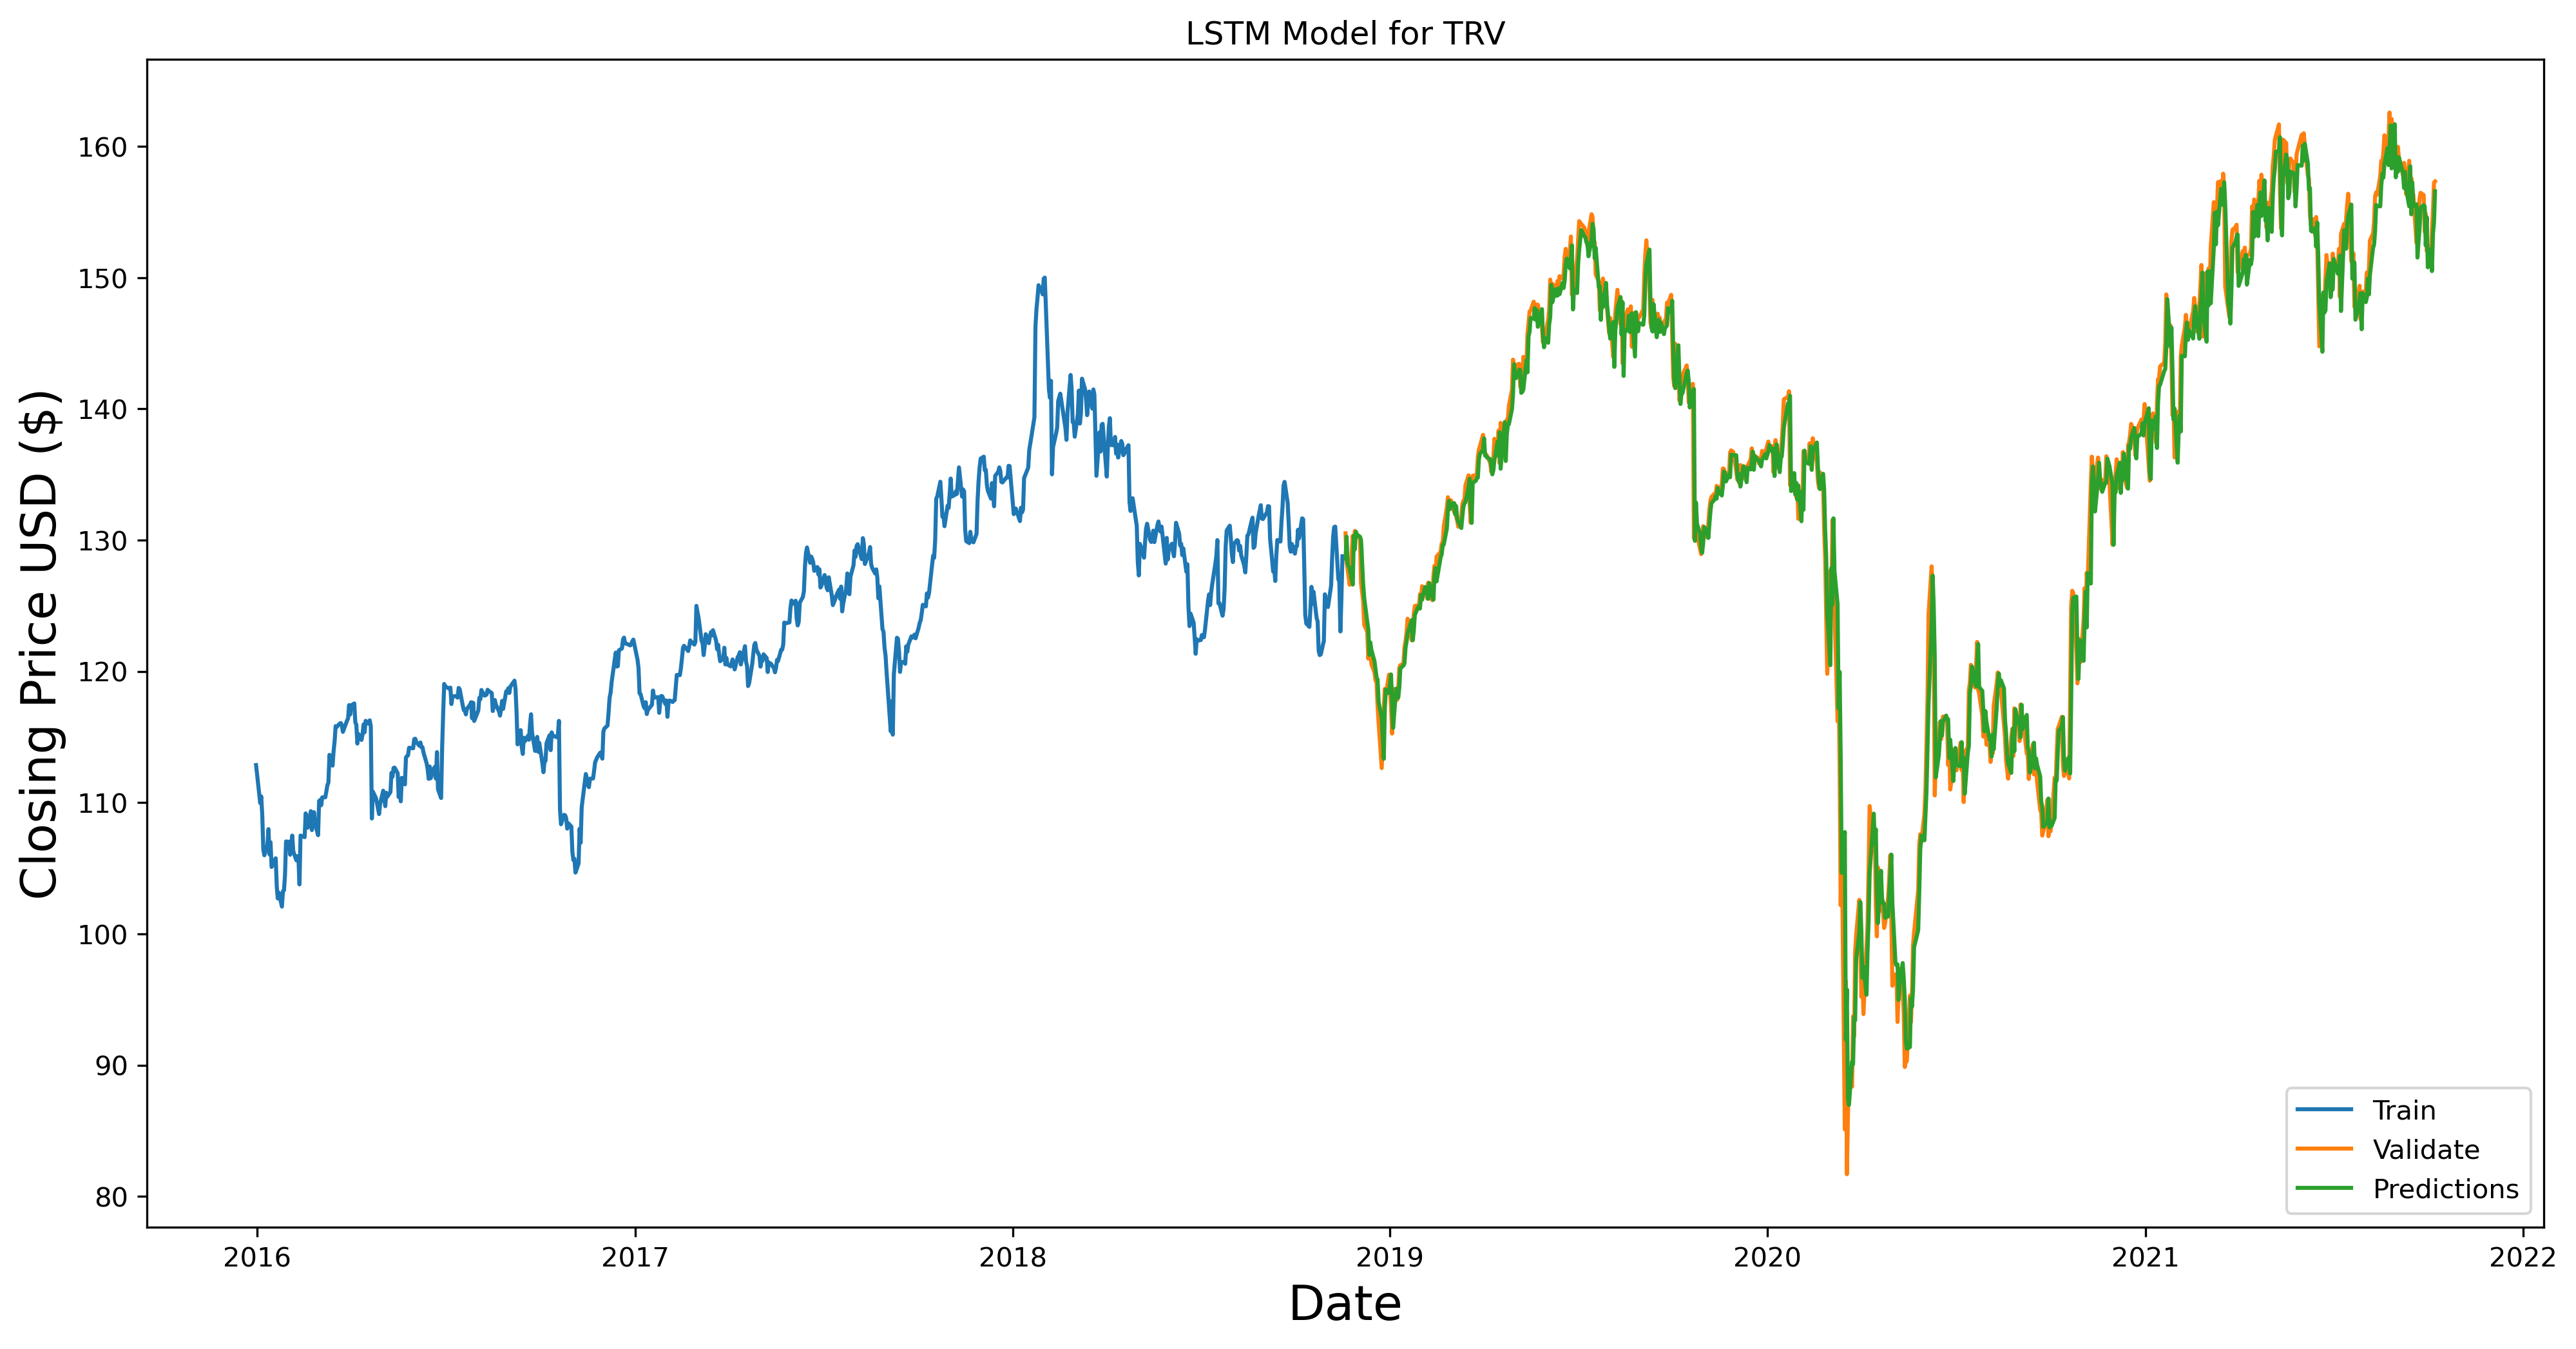 LSTM Model for TRV
Closing Price USD ($)
160
150
140
130
120
110
100
90
80
Train
Validate
Predictions
2016 2017 2018 2019 2020 2021 2022
Date